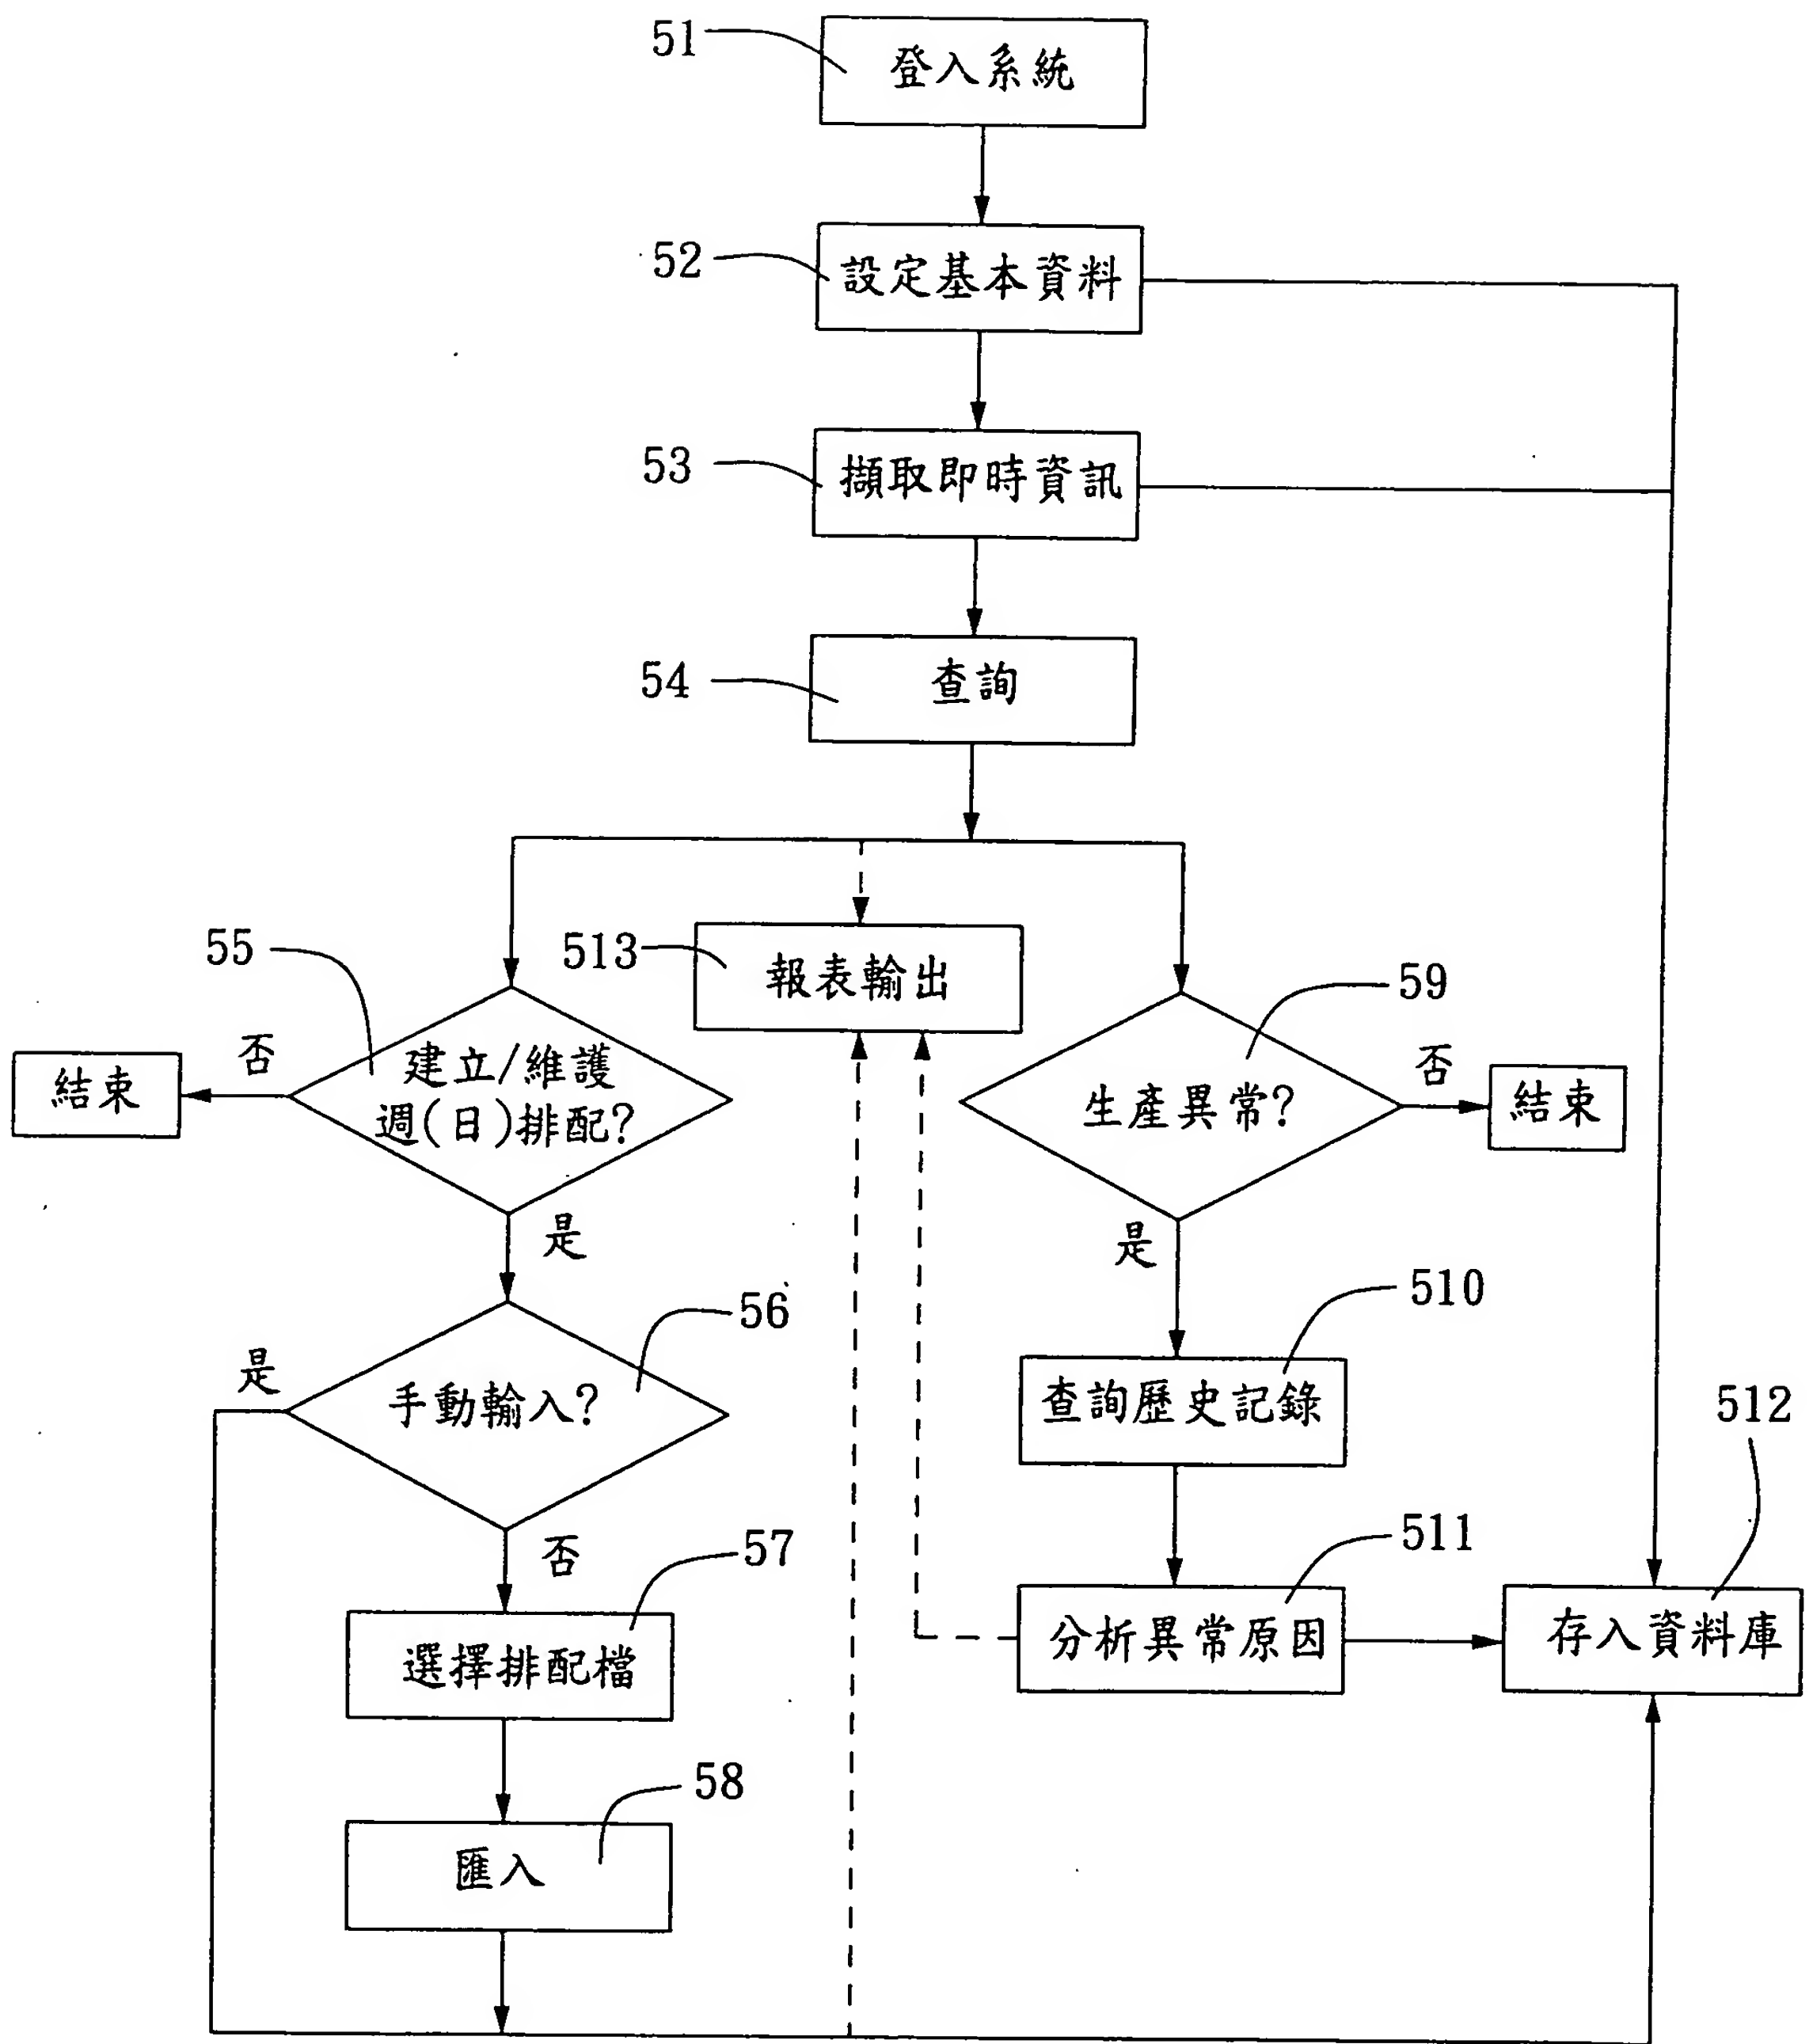 51
登入系統
52
設定基本資料
53
擷取即時資訊
54
查詢
55
513
報表輸出
59
否
結束
建立/維護
週(日)排配?
生產異常?
否
結束
是
是
56
510
是
手動輸入?
查詢歷史記錄
512
否
57
511
選擇排配檔
分析異常原因
存入資料庫
58
匯入